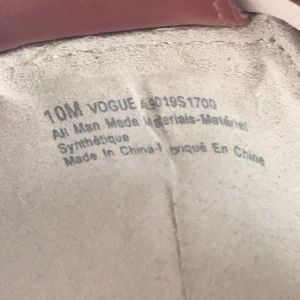 10M VOGUE A9019S1700
All Man Made Materials-Matériel
Synthétique
Made In China-Fabriqué En Chine